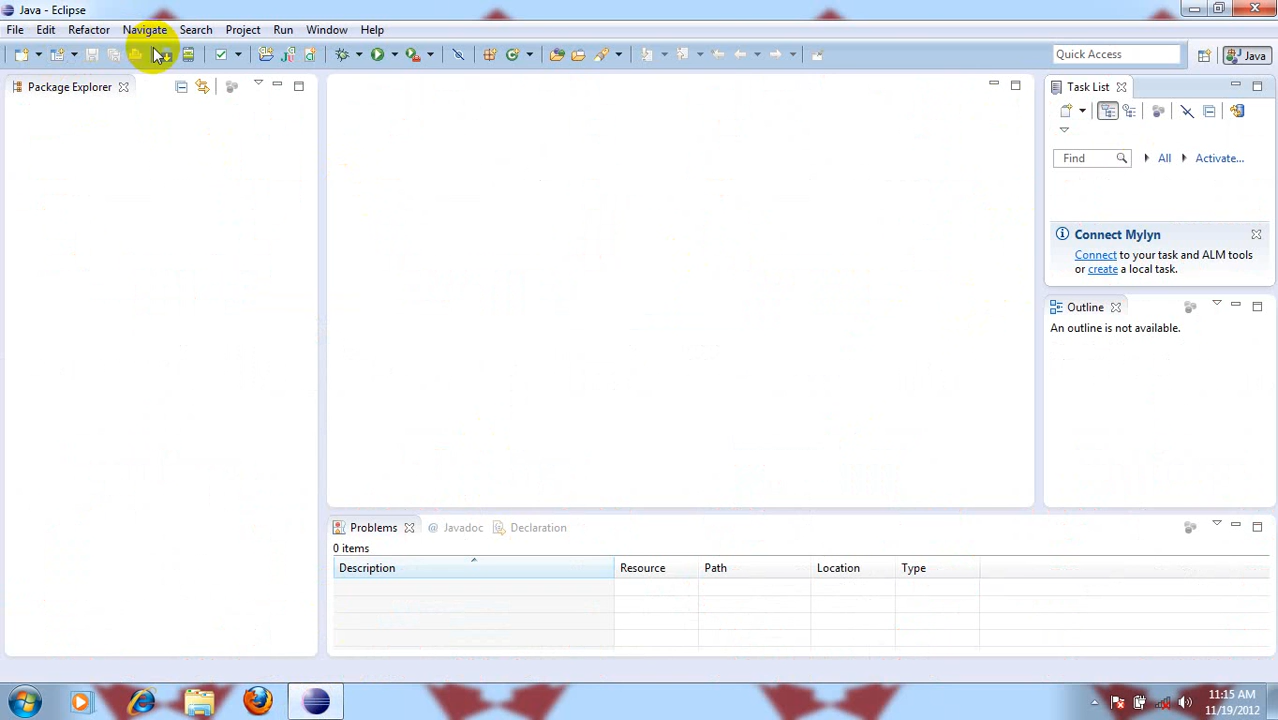 Java - Eclipse
File Edit Refactor Navigate Search Project Run Window Help
Quick Access
Java
Package Explorer
Task List
Find All Activate...
Connect Mylyn
Connect to your task and ALM tools
or create a local task.
Outline
An outline is not available.
Problems @ Javadoc Declaration
0 items
Description Resource Path Location Type
11:15 AM
11/19/2012